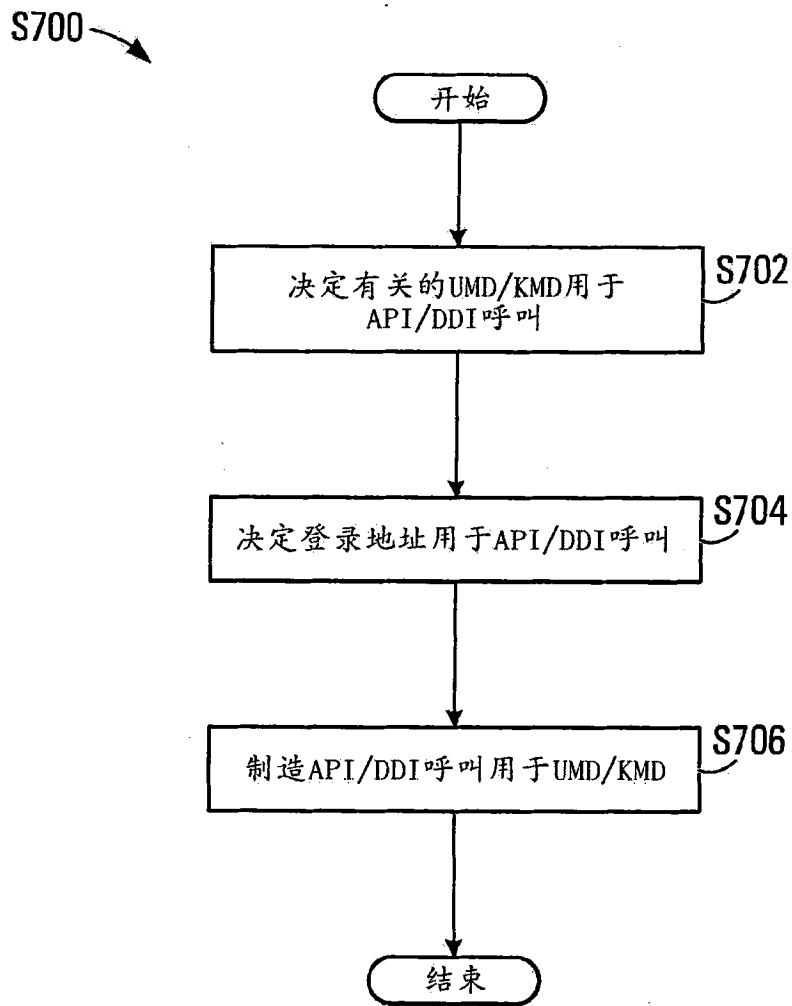 S700
开始
决定有关的UMD/KMD用于
API/DDI呼叫
S702
决定登录地址用于API/DDI呼叫
S704
制造API/DDI呼叫用于UMD/KMD
S706
结束